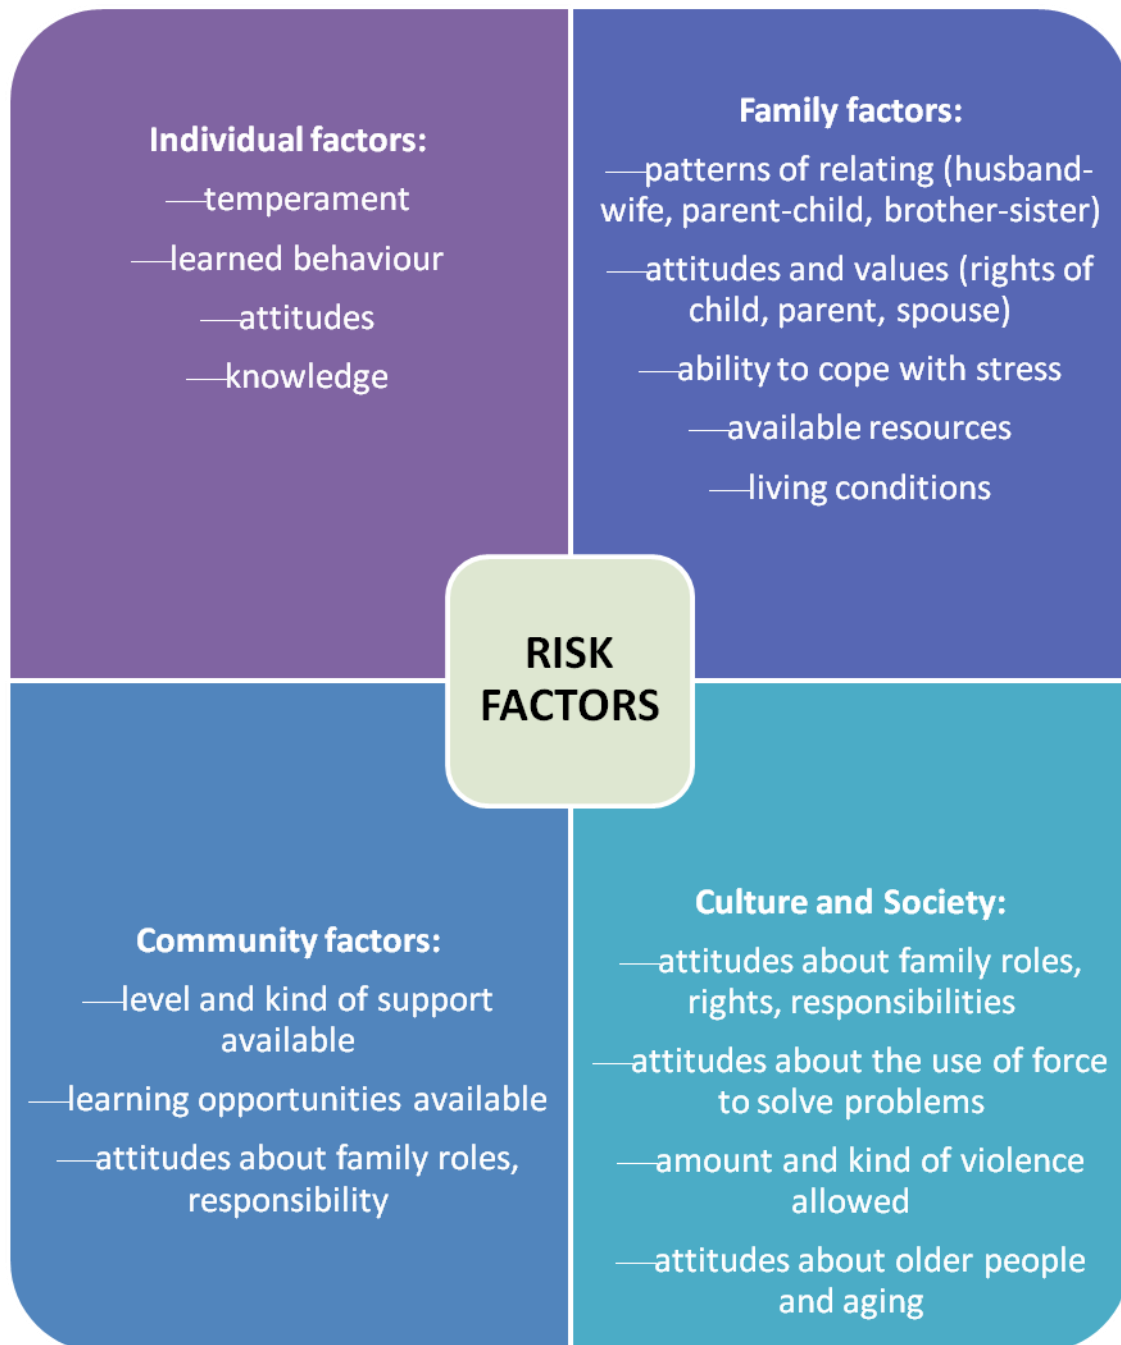 Individual factors:
—temperament
—learned behaviour
—attitudes
—knowledge
Family factors:
—patterns of relating (husband-
wife, parent-child, brother-sister)
—attitudes and values (rights of
child, parent, spouse)
—ability to cope with stress
—available resources
—living conditions
RISK
FACTORS
Community factors:
—level and kind of support
available
—learning opportunities available
—attitudes about family roles,
responsibility
Culture and Society:
—attitudes about family roles,
rights, responsibilities
—attitudes about the use of force
to solve problems
—amount and kind of violence
allowed
—attitudes about older people
and aging